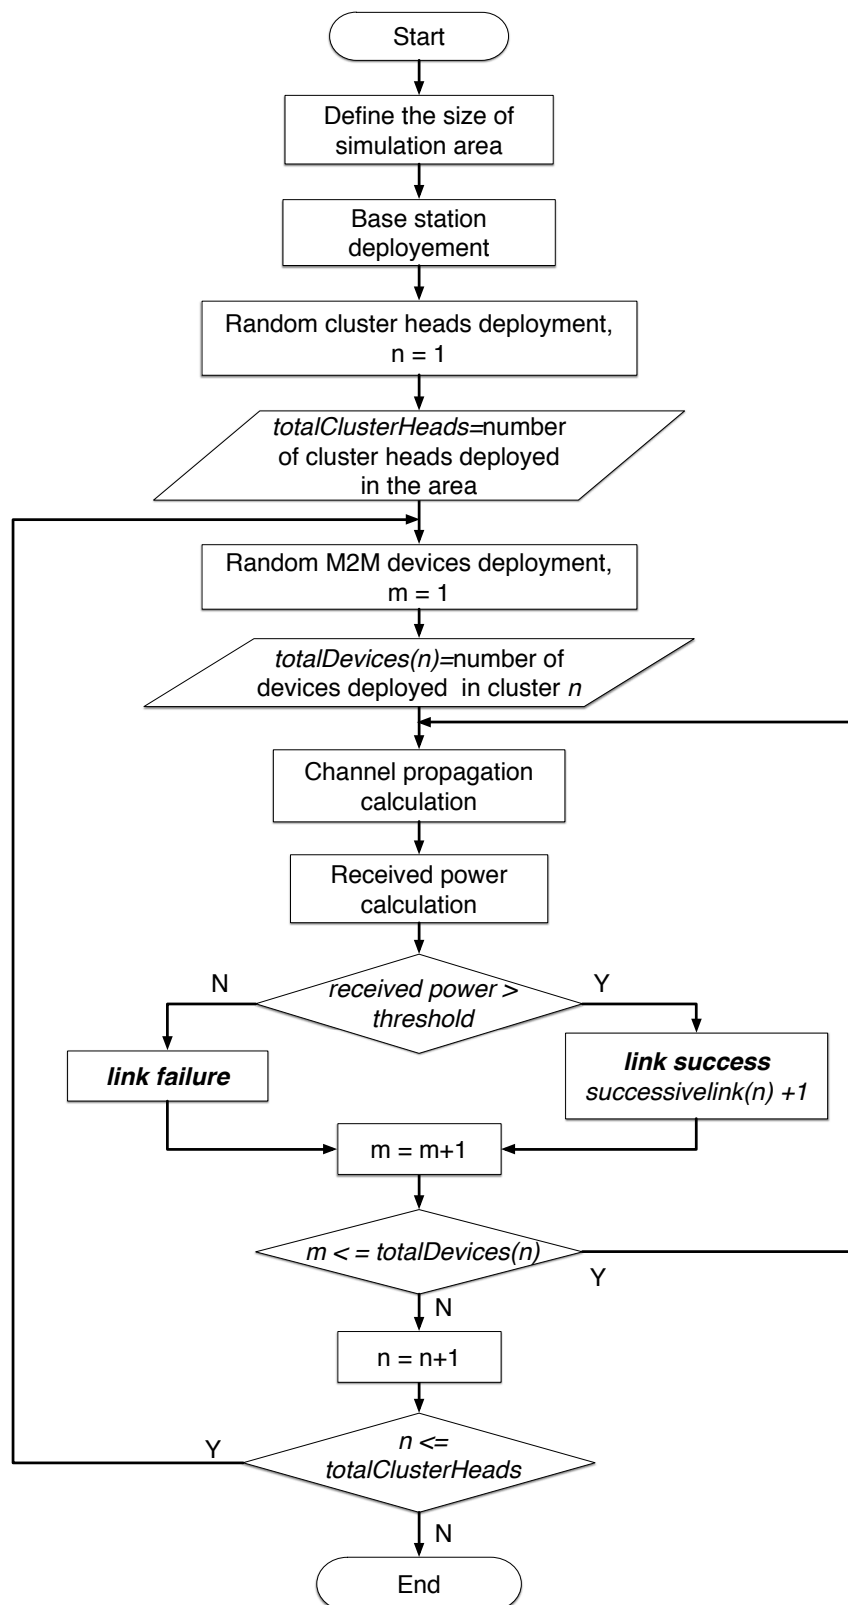 Start
Define the size of
simulation area
Base station
deployement
Random cluster heads deployment,
n = 1
totalClusterHeads=number
of cluster heads deployed
in the area
Random M2M devices deployment,
m = 1
totalDevices(n)=number of
devices deployed in cluster n
Channel propagation
calculation
Received power
calculation
N
Y
received power >
threshold
link failure
link success
successivelink(n) +1
m = m+1
m < = totalDevices(n)
Y
N
n = n+1
Y
n <=
totalClusterHeads
N
End